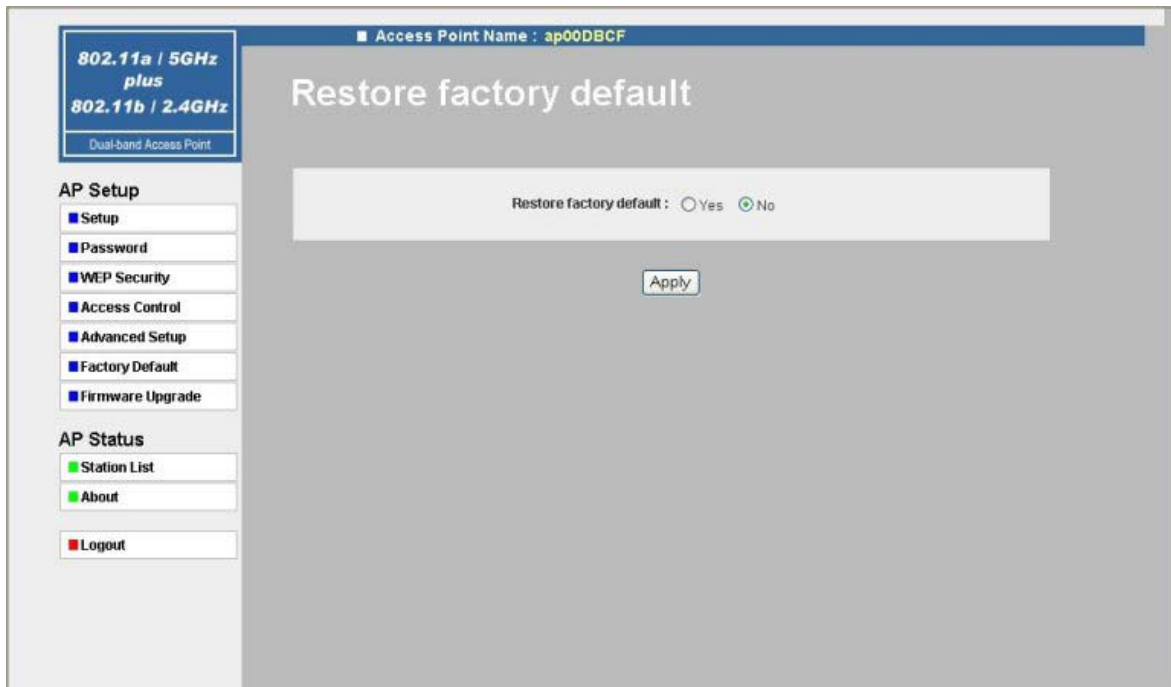 Access Point Name : ap00DBCF
802.11a / 5GHz
plus
802.11b / 2.4GHz
Dual-band Access Point
Restore factory default
AP Setup
Setup
Password
WEP Security
Access Control
Advanced Setup
Factory Default
Firmware Upgrade
AP Status
Station List
About
Logout
Restore factory default : Yes No
Apply